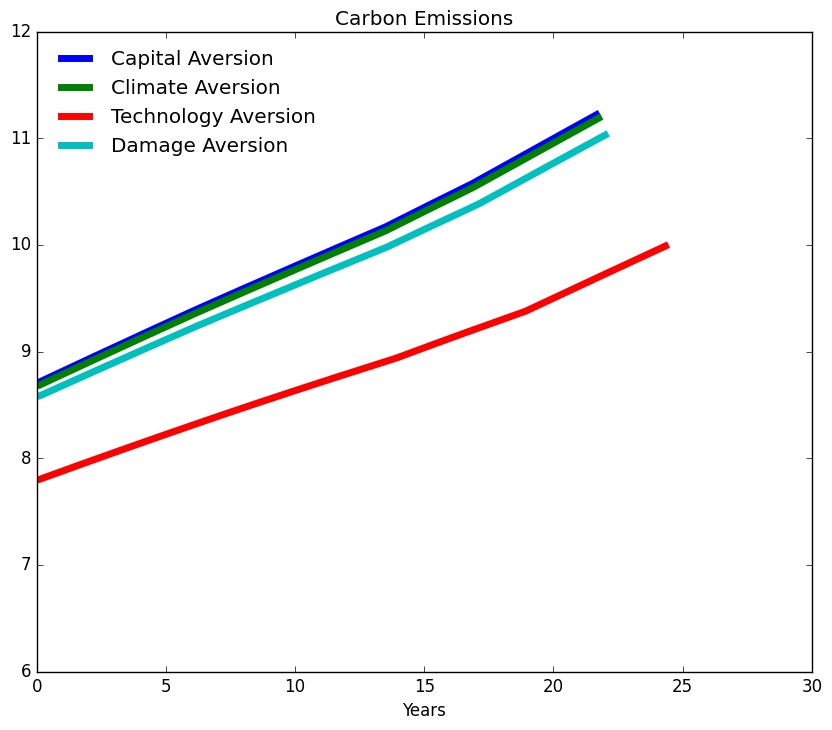 Carbon Emissions
12
11
10
9
8
7
6
Capital Aversion
Climate Aversion
Technology Aversion
Damage Aversion
0 5 10 15 20 25 30
Years